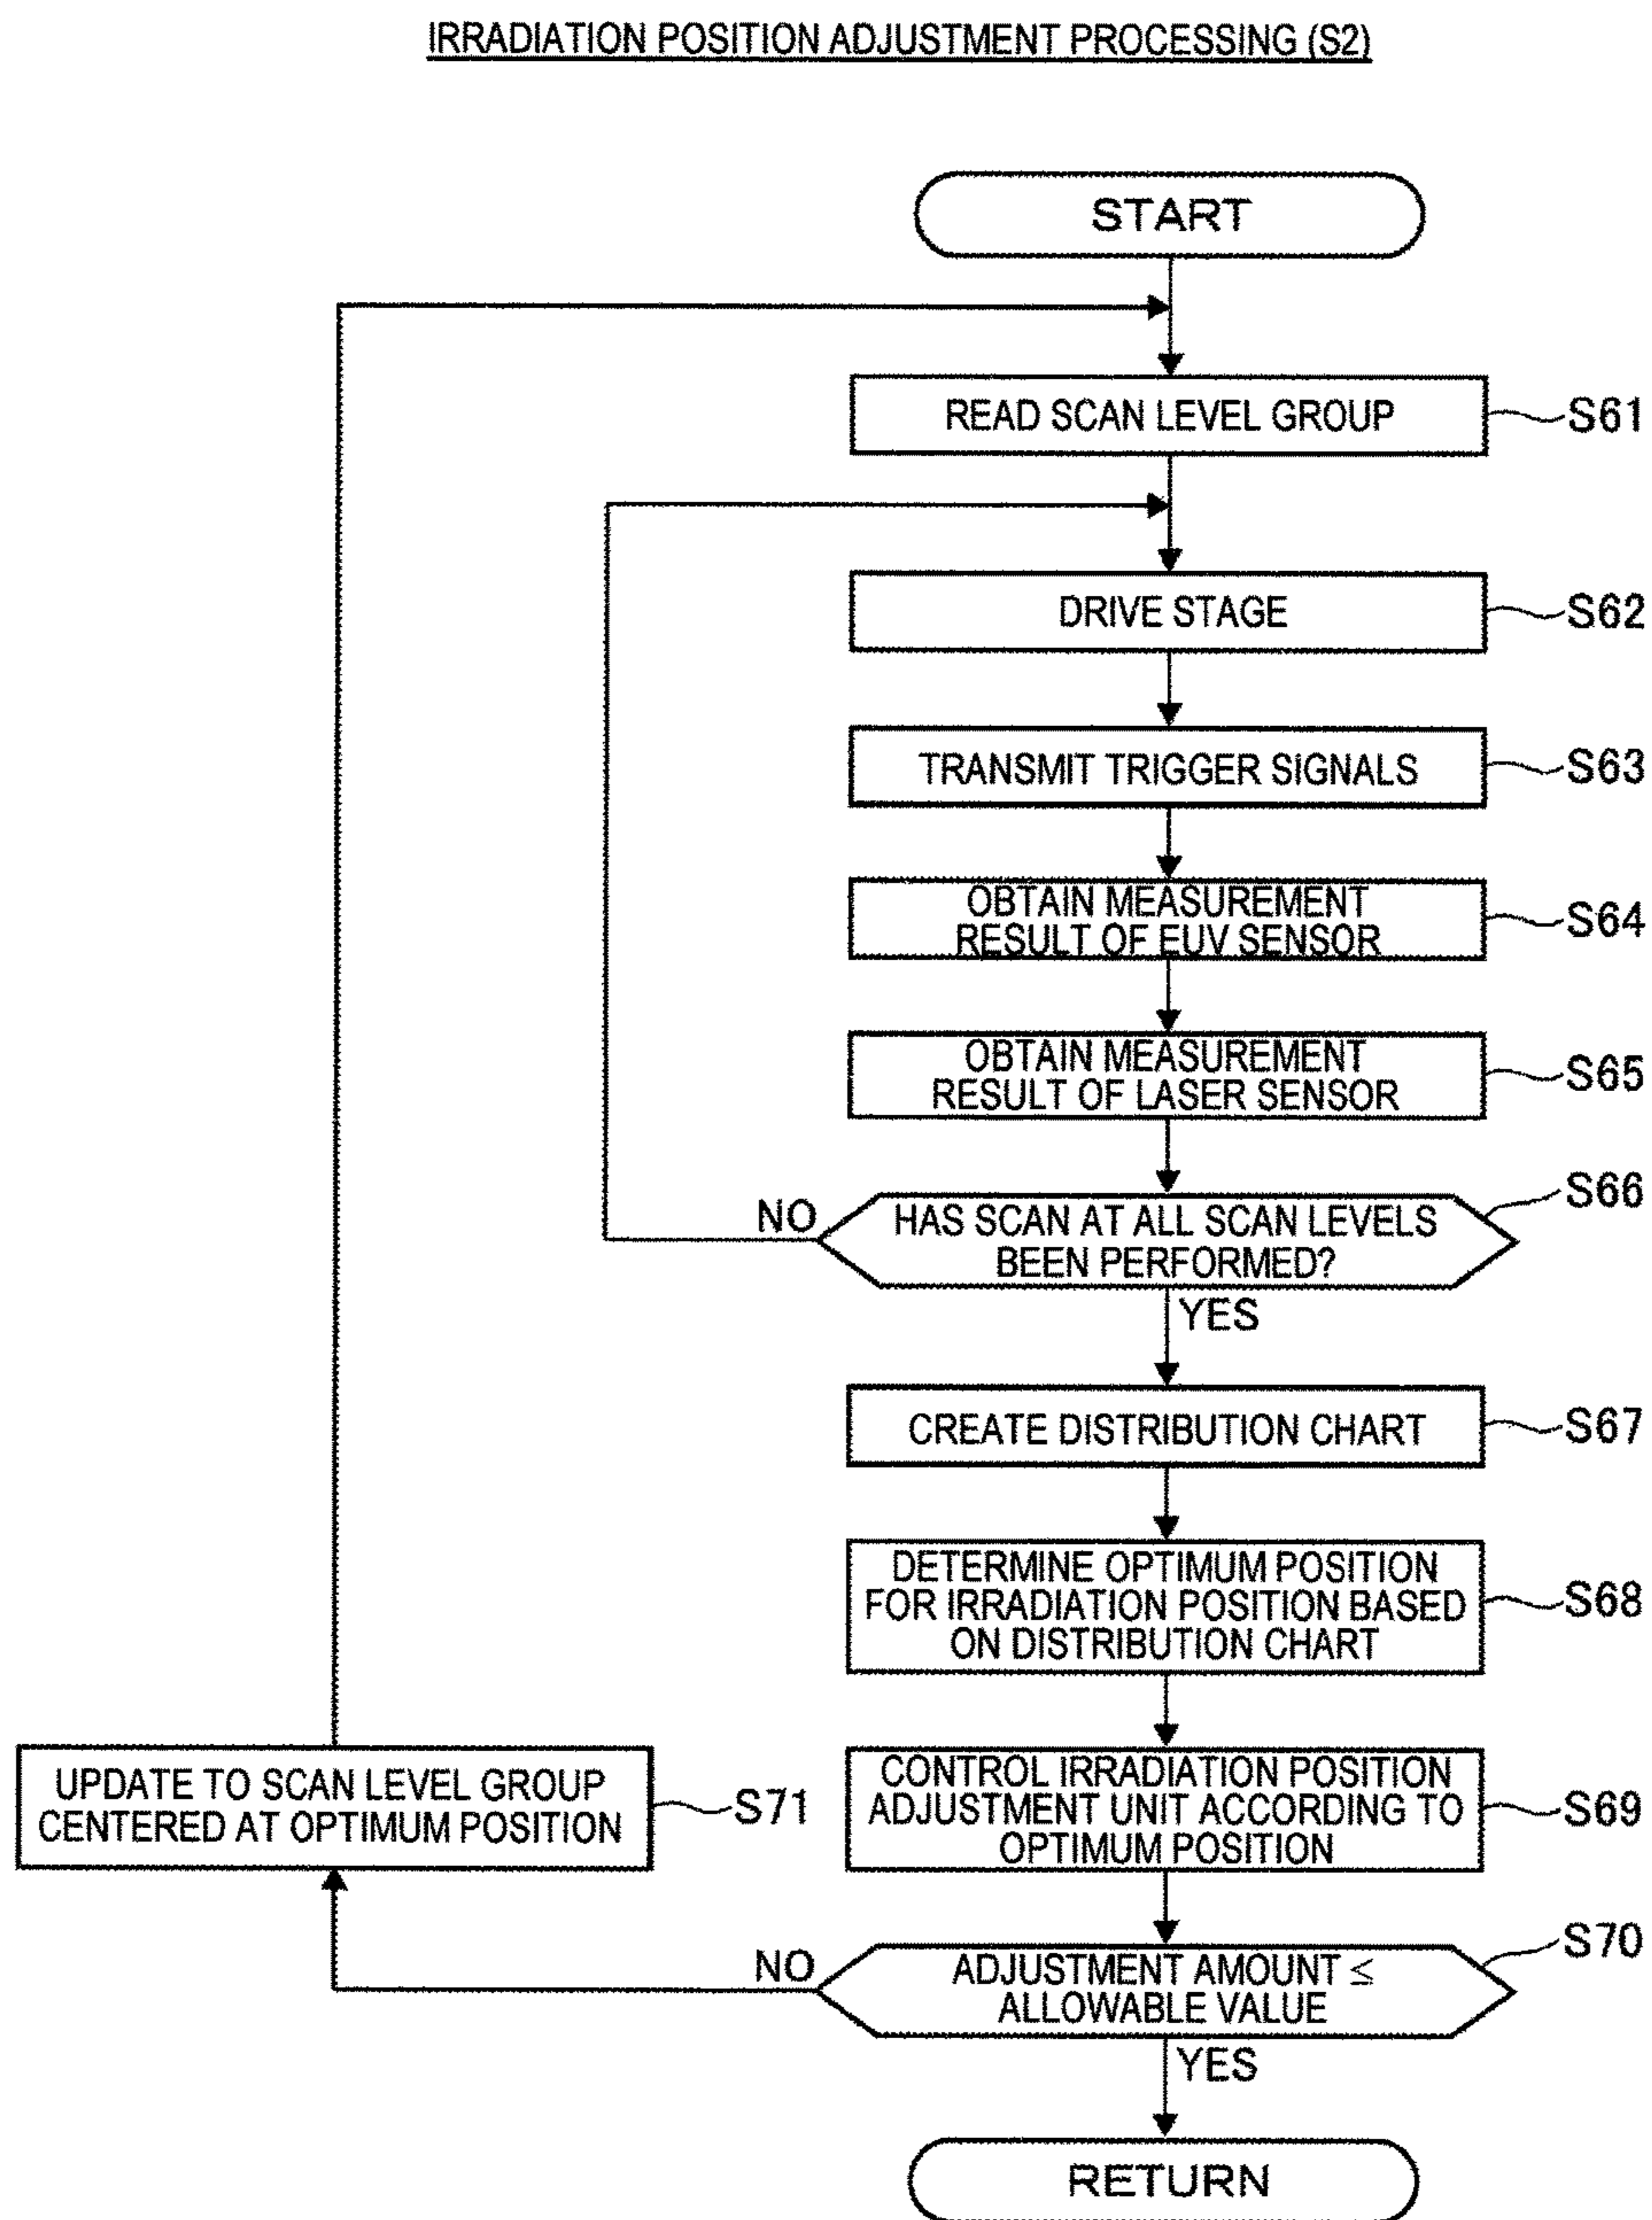 IRRADIATION POSITION ADJUSTMENT PROCESSING (S2)
START
READ SCAN LEVEL GROUP
S61
DRIVE STAGE
S62
TRANSMIT TRIGGER SIGNALS
S63
OBTAIN MEASUREMENT
RESULT OF EUV SENSOR
S64
OBTAIN MEASUREMENT
RESULT OF LASER SENSOR
S65
S66
NO
HAS SCAN AT ALL SCAN LEVELS
BEEN PERFORMED?
YES
CREATE DISTRIBUTION CHART
S67
DETERMINE OPTIMUM POSITION
FOR IRRADIATION POSITION BASED
ON DISTRIBUTION CHART
S68
CONTROL IRRADIATION POSITION
ADJUSTMENT UNIT ACCORDING TO
OPTIMUM POSITION
S69
UPDATE TO SCAN LEVEL GROUP
CENTERED AT OPTIMUM POSITION
S71
S70
NO
ADJUSTMENT AMOUNT ≤
ALLOWABLE VALUE
YES
RETURN